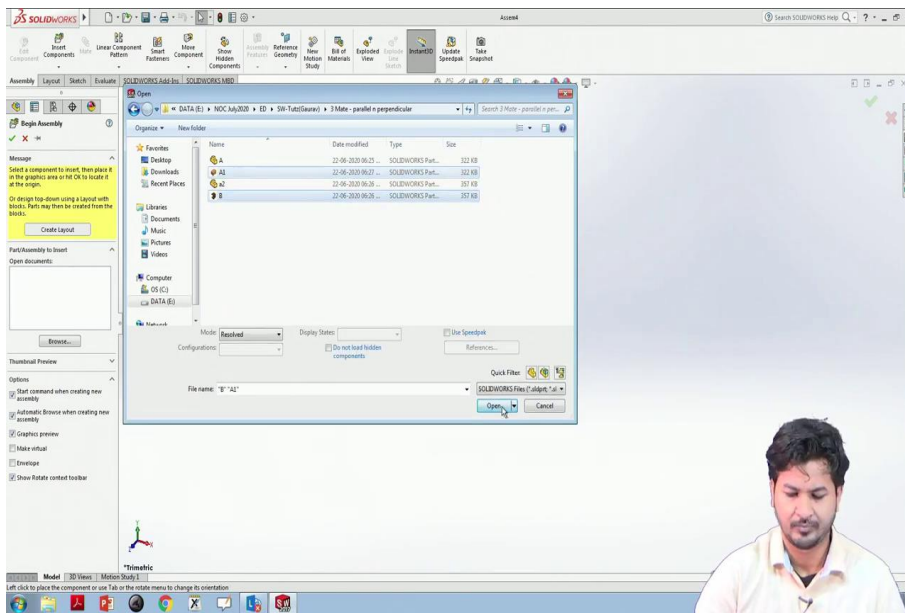 SOLIDWORKS
Assem4
Search SOLIDWORKS Help
Edit Component
Insert Components
Mate
Linear Component Pattern
Smart Fasteners
Move Component
Show Hidden Components
Assembly Features
Reference Geometry
New Motion Study
Bill of Materials
Exploded View
Explode Line Sketch
Instant3D
Update Speedpak
Take Snapshot
Assembly Layout Sketch Evaluate SOLIDWORKS Add-Ins SOLIDWORKS MBD
Open
« DATA (E:) ▸ NOC July2020 ▸ ED ▸ SW-Tutz(Gaurav) ▸ 3 Mate - parallel n perpendicular
Search 3 Mate - parallel n per...
Organize ▾ New folder
Name Date modified Type Size
A 22-06-2020 06:25 ... SOLIDWORKS Part... 322 KB
A1 22-06-2020 06:27 ... SOLIDWORKS Part... 322 KB
a2 22-06-2020 06:26 ... SOLIDWORKS Part... 357 KB
B 22-06-2020 06:26 ... SOLIDWORKS Part... 357 KB
Favorites
Desktop
Downloads
Recent Places
Libraries
Documents
Music
Pictures
Videos
Computer
OS (C:)
DATA (E:)
Network
Mode: Resolved
Display States:
Use Speedpak
Configurations:
Do not load hidden components
References...
Quick Filter:
File name: "B" "A1"
SOLIDWORKS Files (*.sldprt; *.sl
Open
Cancel
Begin Assembly
Message
Select a component to insert, then place it
in the graphics area or hit OK to locate it
at the origin.
Or design top-down using a Layout with
blocks. Parts may then be created from the
blocks.
Create Layout
Part/Assembly to Insert
Open documents:
Browse...
Thumbnail Preview
Options
Start command when creating new
assembly
Automatic Browse when creating new
assembly
Graphics preview
Make virtual
Envelope
Show Rotate context toolbar
*Trimetric
Model 3D Views Motion Study 1
Left click to place the component or use Tab or the rotate menu to change its orientation